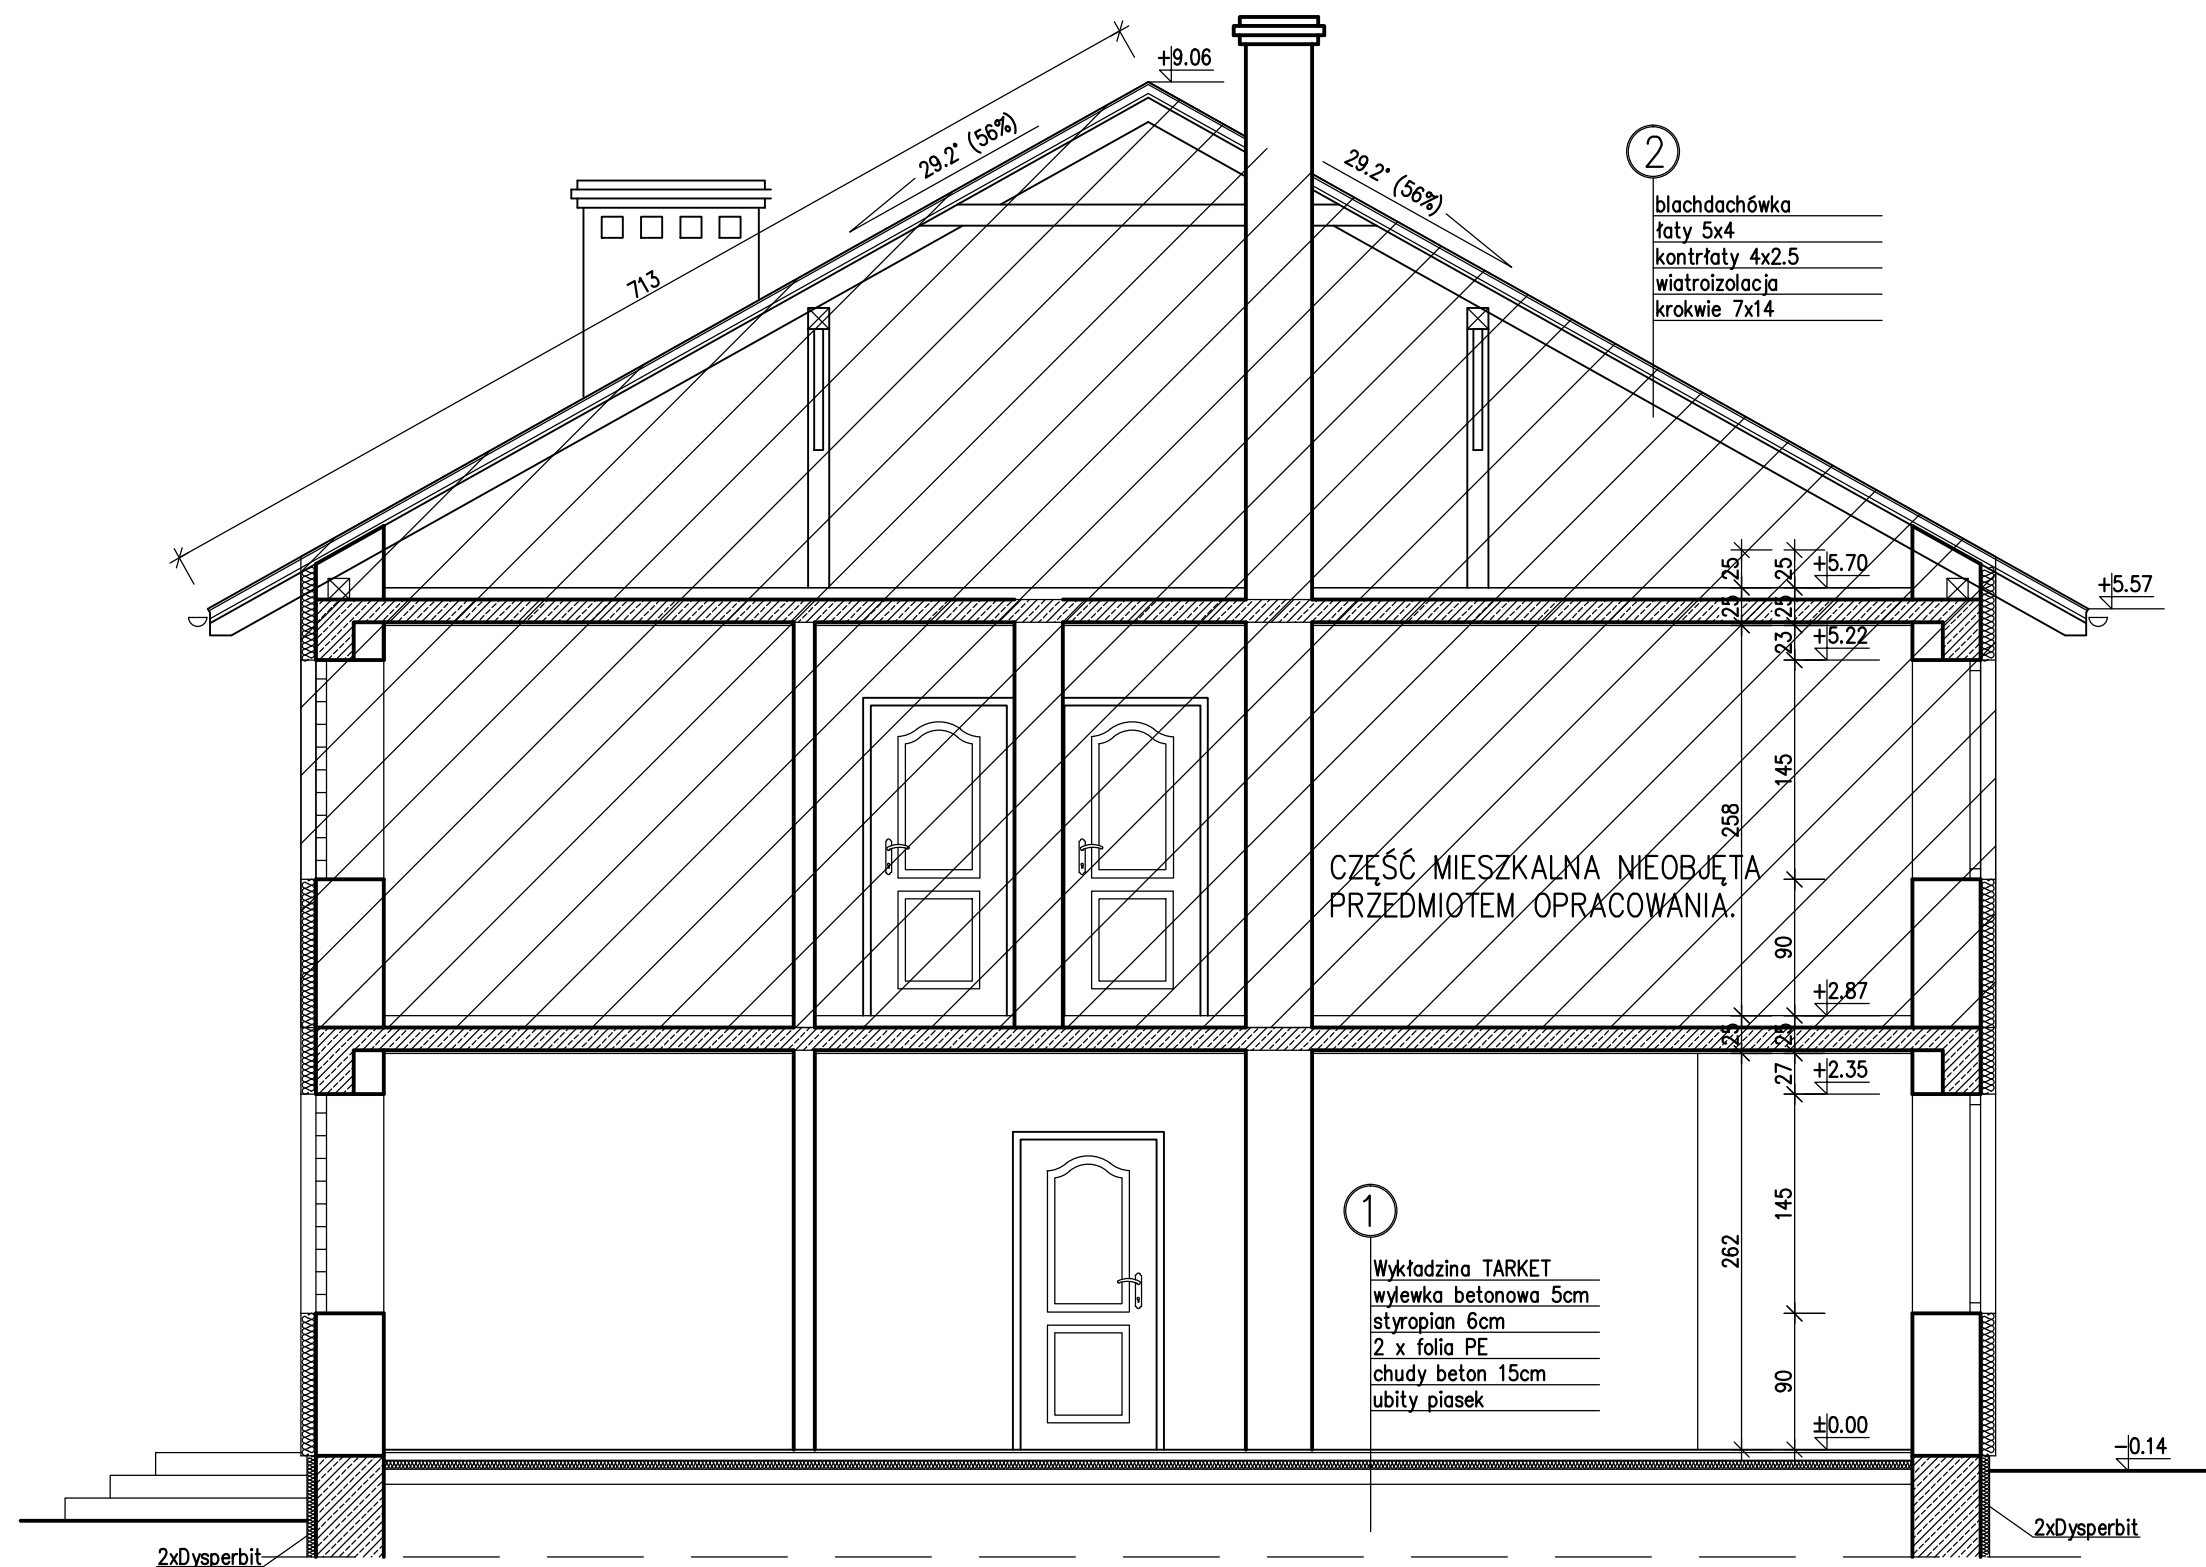 +9.06
29.2° (56%)
29.2° (56%)
713
2
blachdachówka
łaty 5x4
kontrłaty 4x2.5
wiatroizolacja
krokwie 7x14
25
25
+5.70
+5.57
25
25
23
+5.22
145
258
CZĘŚĆ MIESZKALNA NIEOBJĘTA
PRZEDMIOTEM OPRACOWANIA.
90
+2.87
25
25
27
+2.35
145
262
1
Wykładzina TARKET
wylewka betonowa 5cm
styropian 6cm
2 x folia PE
chudy beton 15cm
ubity piasek
90
±0.00
-0.14
2xDysperbit
2xDysperbit